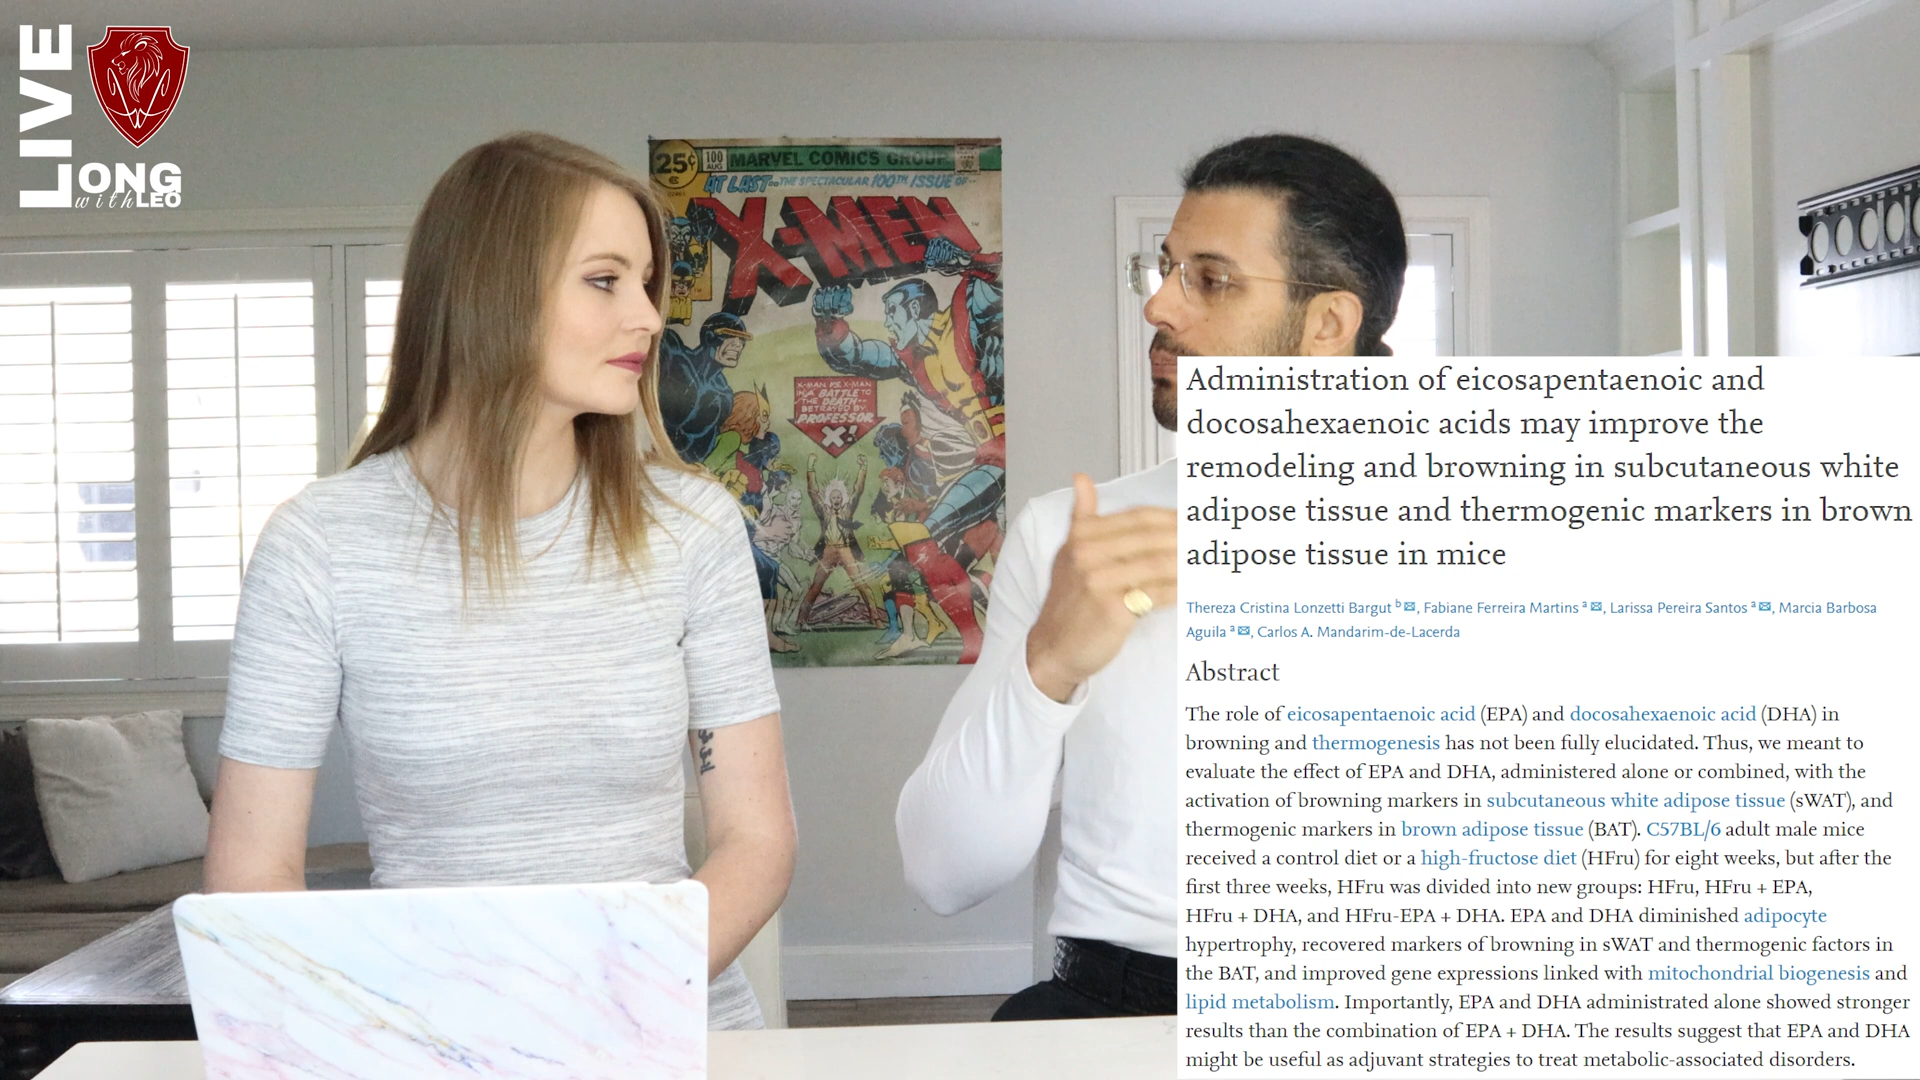 LIVE
LONG
with LEO
25¢
100
AUG
MARVEL COMICS GROUP
AT LAST--THE SPECTACULAR 100TH ISSUE OF--
X-MEN
X-MAN VS. X-MAN
IN A BATTLE TO
THE DEATH--
BETRAYED BY
PROFESSOR
X!
Administration of eicosapentaenoic and
docosahexaenoic acids may improve the
remodeling and browning in subcutaneous white
adipose tissue and thermogenic markers in brown
adipose tissue in mice
Thereza Cristina Lonzetti Bargut b, Fabiane Ferreira Martins a, Larissa Pereira Santos a, Marcia Barbosa
Aguila a, Carlos A. Mandarim-de-Lacerda
Abstract
The role of eicosapentaenoic acid (EPA) and docosahexaenoic acid (DHA) in
browning and thermogenesis has not been fully elucidated. Thus, we meant to
evaluate the effect of EPA and DHA, administered alone or combined, with the
activation of browning markers in subcutaneous white adipose tissue (sWAT), and
thermogenic markers in brown adipose tissue (BAT). C57BL/6 adult male mice
received a control diet or a high-fructose diet (HFru) for eight weeks, but after the
first three weeks, HFru was divided into new groups: HFru, HFru + EPA,
HFru + DHA, and HFru-EPA + DHA. EPA and DHA diminished adipocyte
hypertrophy, recovered markers of browning in sWAT and thermogenic factors in
the BAT, and improved gene expressions linked with mitochondrial biogenesis and
lipid metabolism. Importantly, EPA and DHA administrated alone showed stronger
results than the combination of EPA + DHA. The results suggest that EPA and DHA
might be useful as adjuvant strategies to treat metabolic-associated disorders.